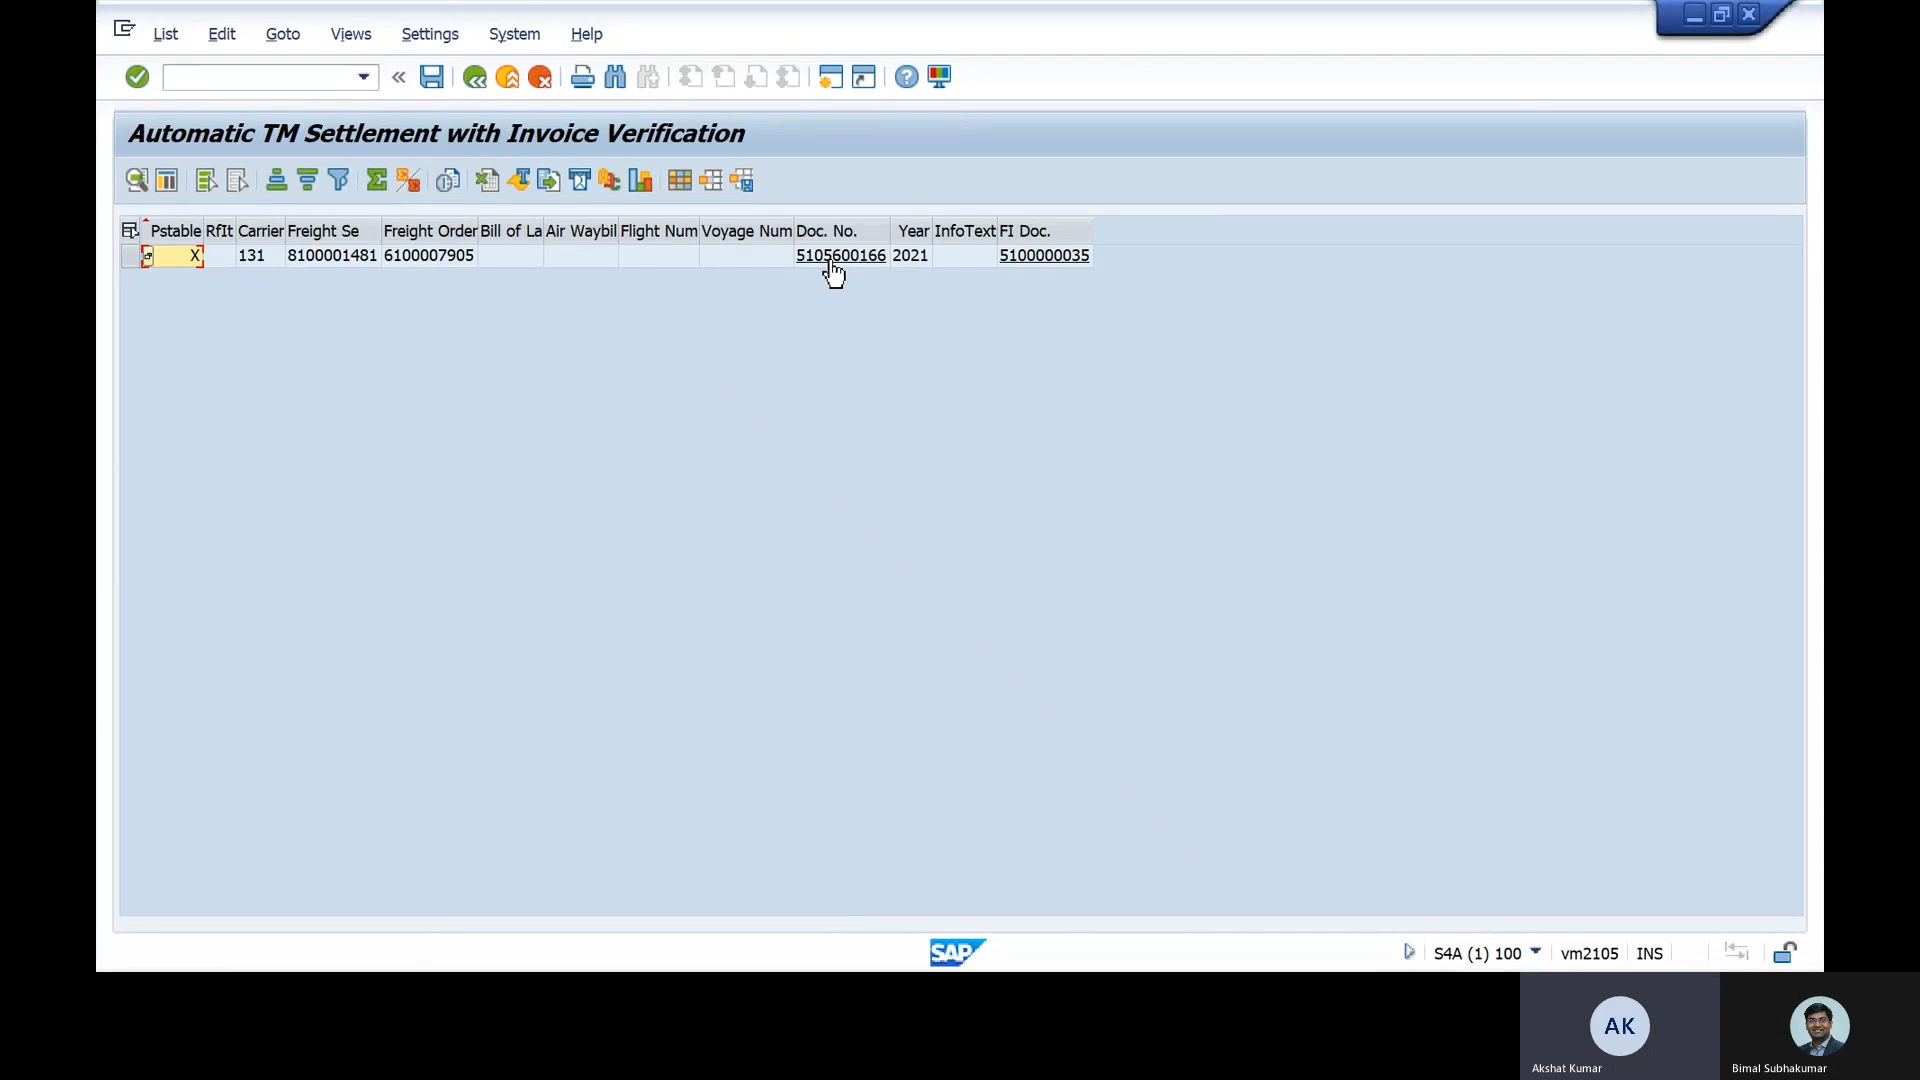 List Edit Goto Views Settings System Help
Automatic TM Settlement with Invoice Verification
Pstable RfIt Carrier Freight Se Freight Order Bill of La Air Waybil Flight Num Voyage Num Doc. No. Year InfoText FI Doc.
X 131 8100001481 6100007905 5105600166 2021 5100000035
SAP S4A (1) 100 vm2105 INS
AK
Akshat Kumar Bimal Subhakumar